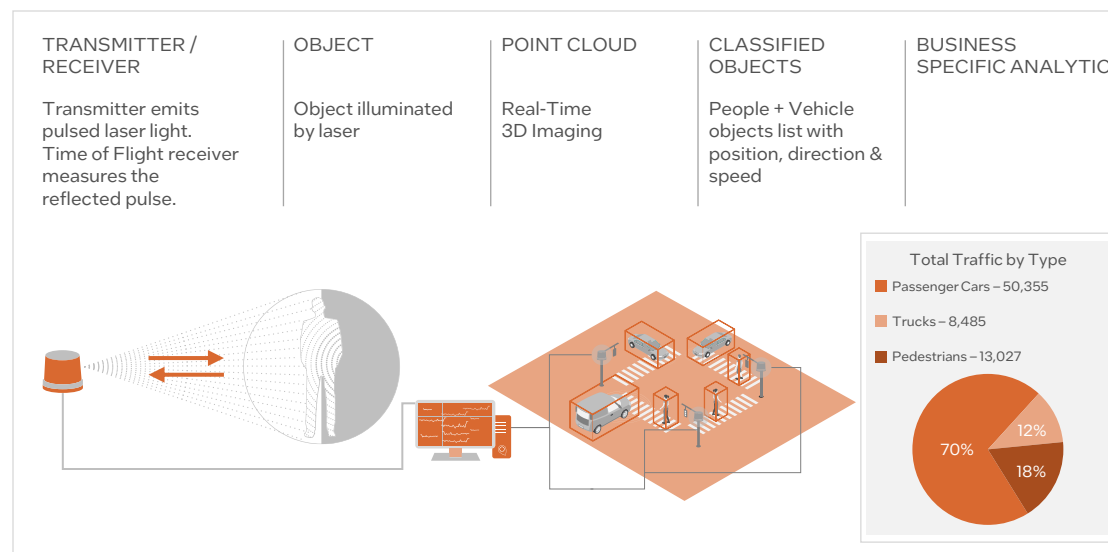 TRANSMITTER /
RECEIVER
Transmitter emits
pulsed laser light.
Time of Flight receiver
measures the
reflected pulse.
OBJECT
Object illuminated
by laser
POINT CLOUD
Real-Time
3D Imaging
CLASSIFIED
OBJECTS
People + Vehicle
objects list with
position, direction &
speed
BUSINESS
SPECIFIC ANALYTIC
Total Traffic by Type
Passenger Cars – 50,355
Trucks – 8,485
Pedestrians – 13,027
12%
70%
18%